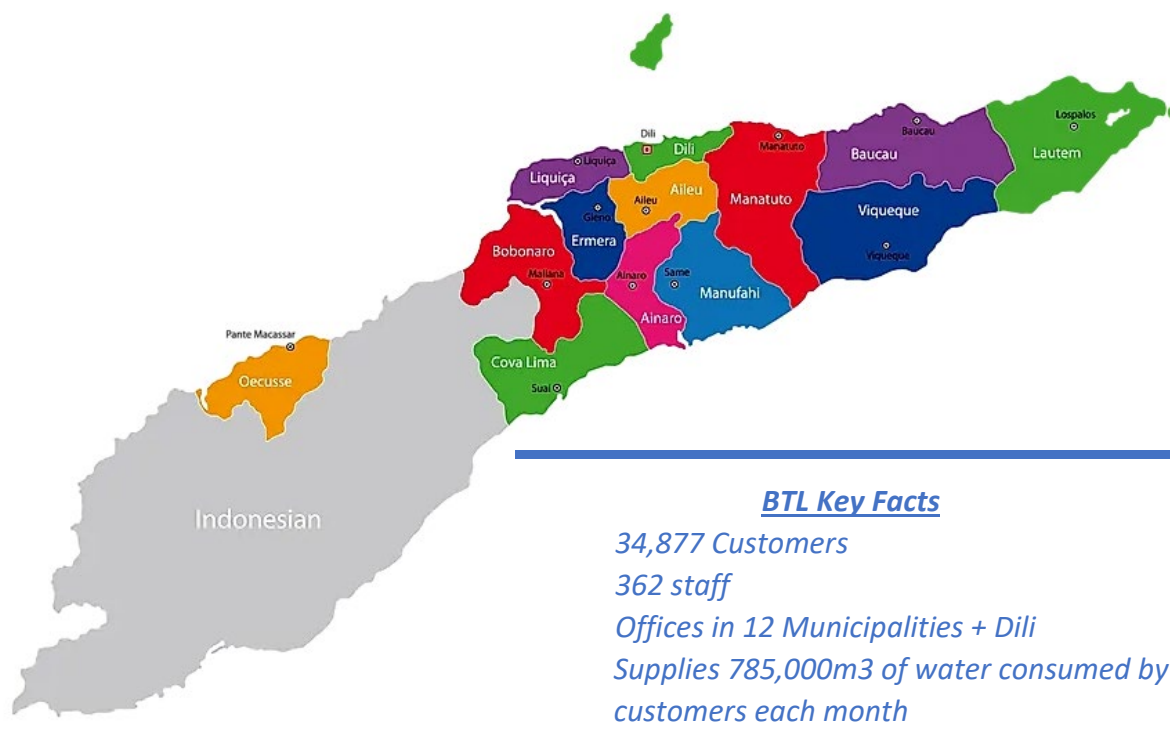 Dili
Dili
Liquiça
Liquiça
Aileu
Aileu
Manatuto
Manatuto
Baucau
Baucau
Lospalos
Lautem
Gleno
Ermera
Bobonaro
Maliana
Ainaro
Ainaro
Same
Manufahi
Viqueque
Viqueque
Pante Macassar
Oecusse
Cova Lima
Suai
Indonesian
BTL Key Facts
34,877 Customers
362 staff
Offices in 12 Municipalities + Dili
Supplies 785,000m3 of water consumed by
customers each month